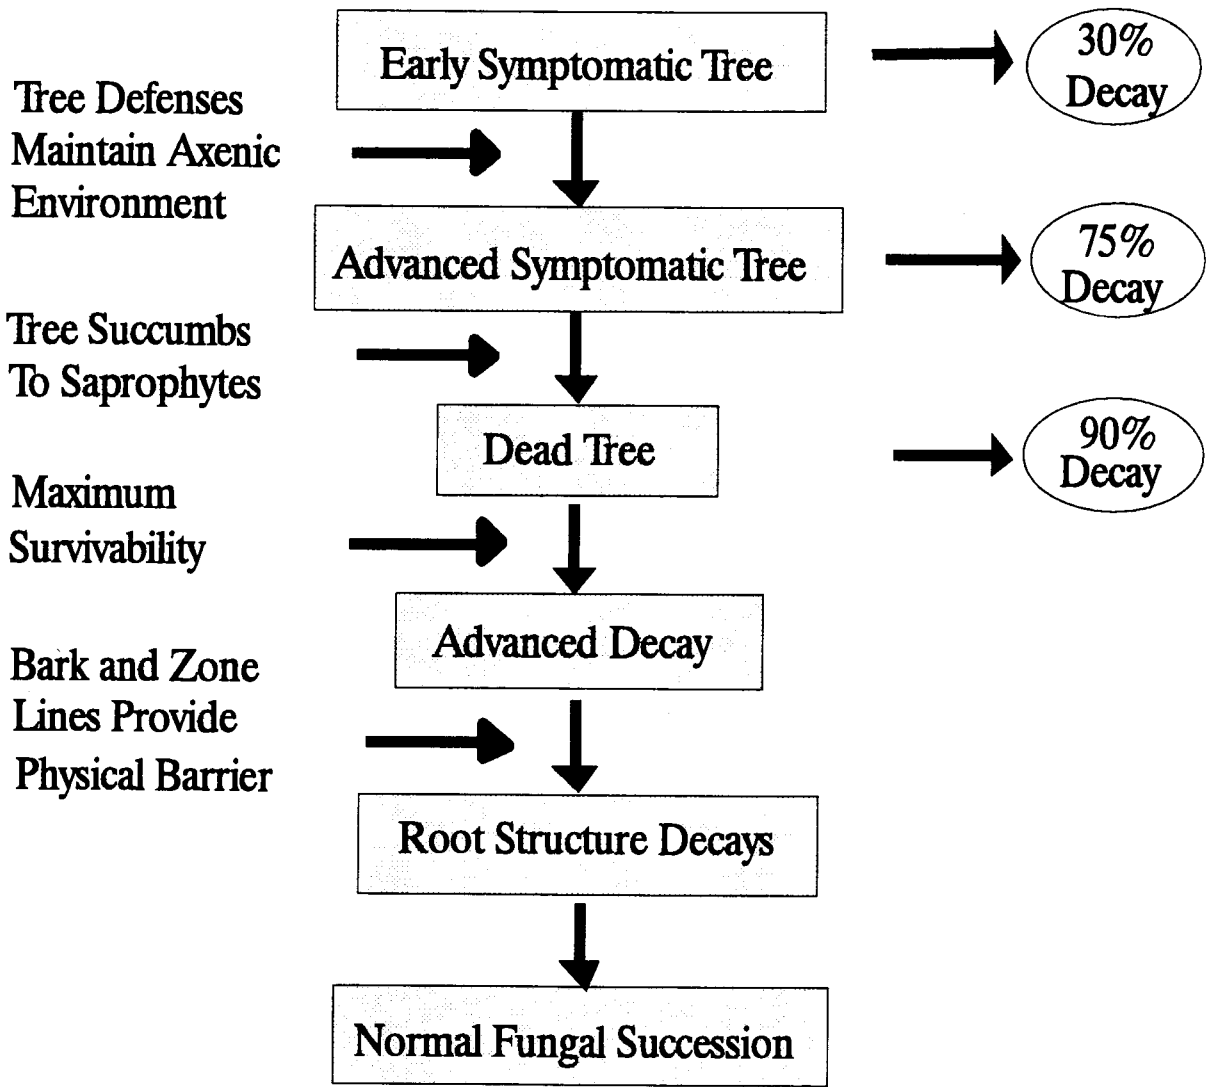 Early Symptomatic Tree
30%
Decay
Tree Defenses
Maintain Axenic
Environment
Advanced Symptomatic Tree
75%
Decay
Tree Succumbs
To Saprophytes
Dead Tree
90%
Decay
Maximum
Survivability
Advanced Decay
Bark and Zone
Lines Provide
Physical Barrier
Root Structure Decays
Normal Fungal Succession